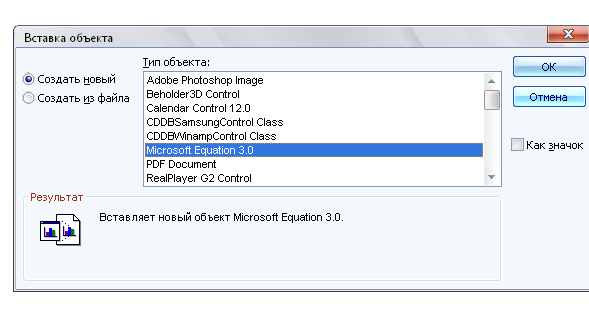 Вставка объекта
Тип объекта:
Создать новый
Создать из файла
Adobe Photoshop Image
Beholder3D Control
Calendar Control 12.0
CDDBSamsungControl Class
CDDBWinampControl Class
Microsoft Equation 3.0
PDF Document
RealPlayer G2 Control
ОК
Отмена
Как значок
Результат
Вставляет новый объект Microsoft Equation 3.0.